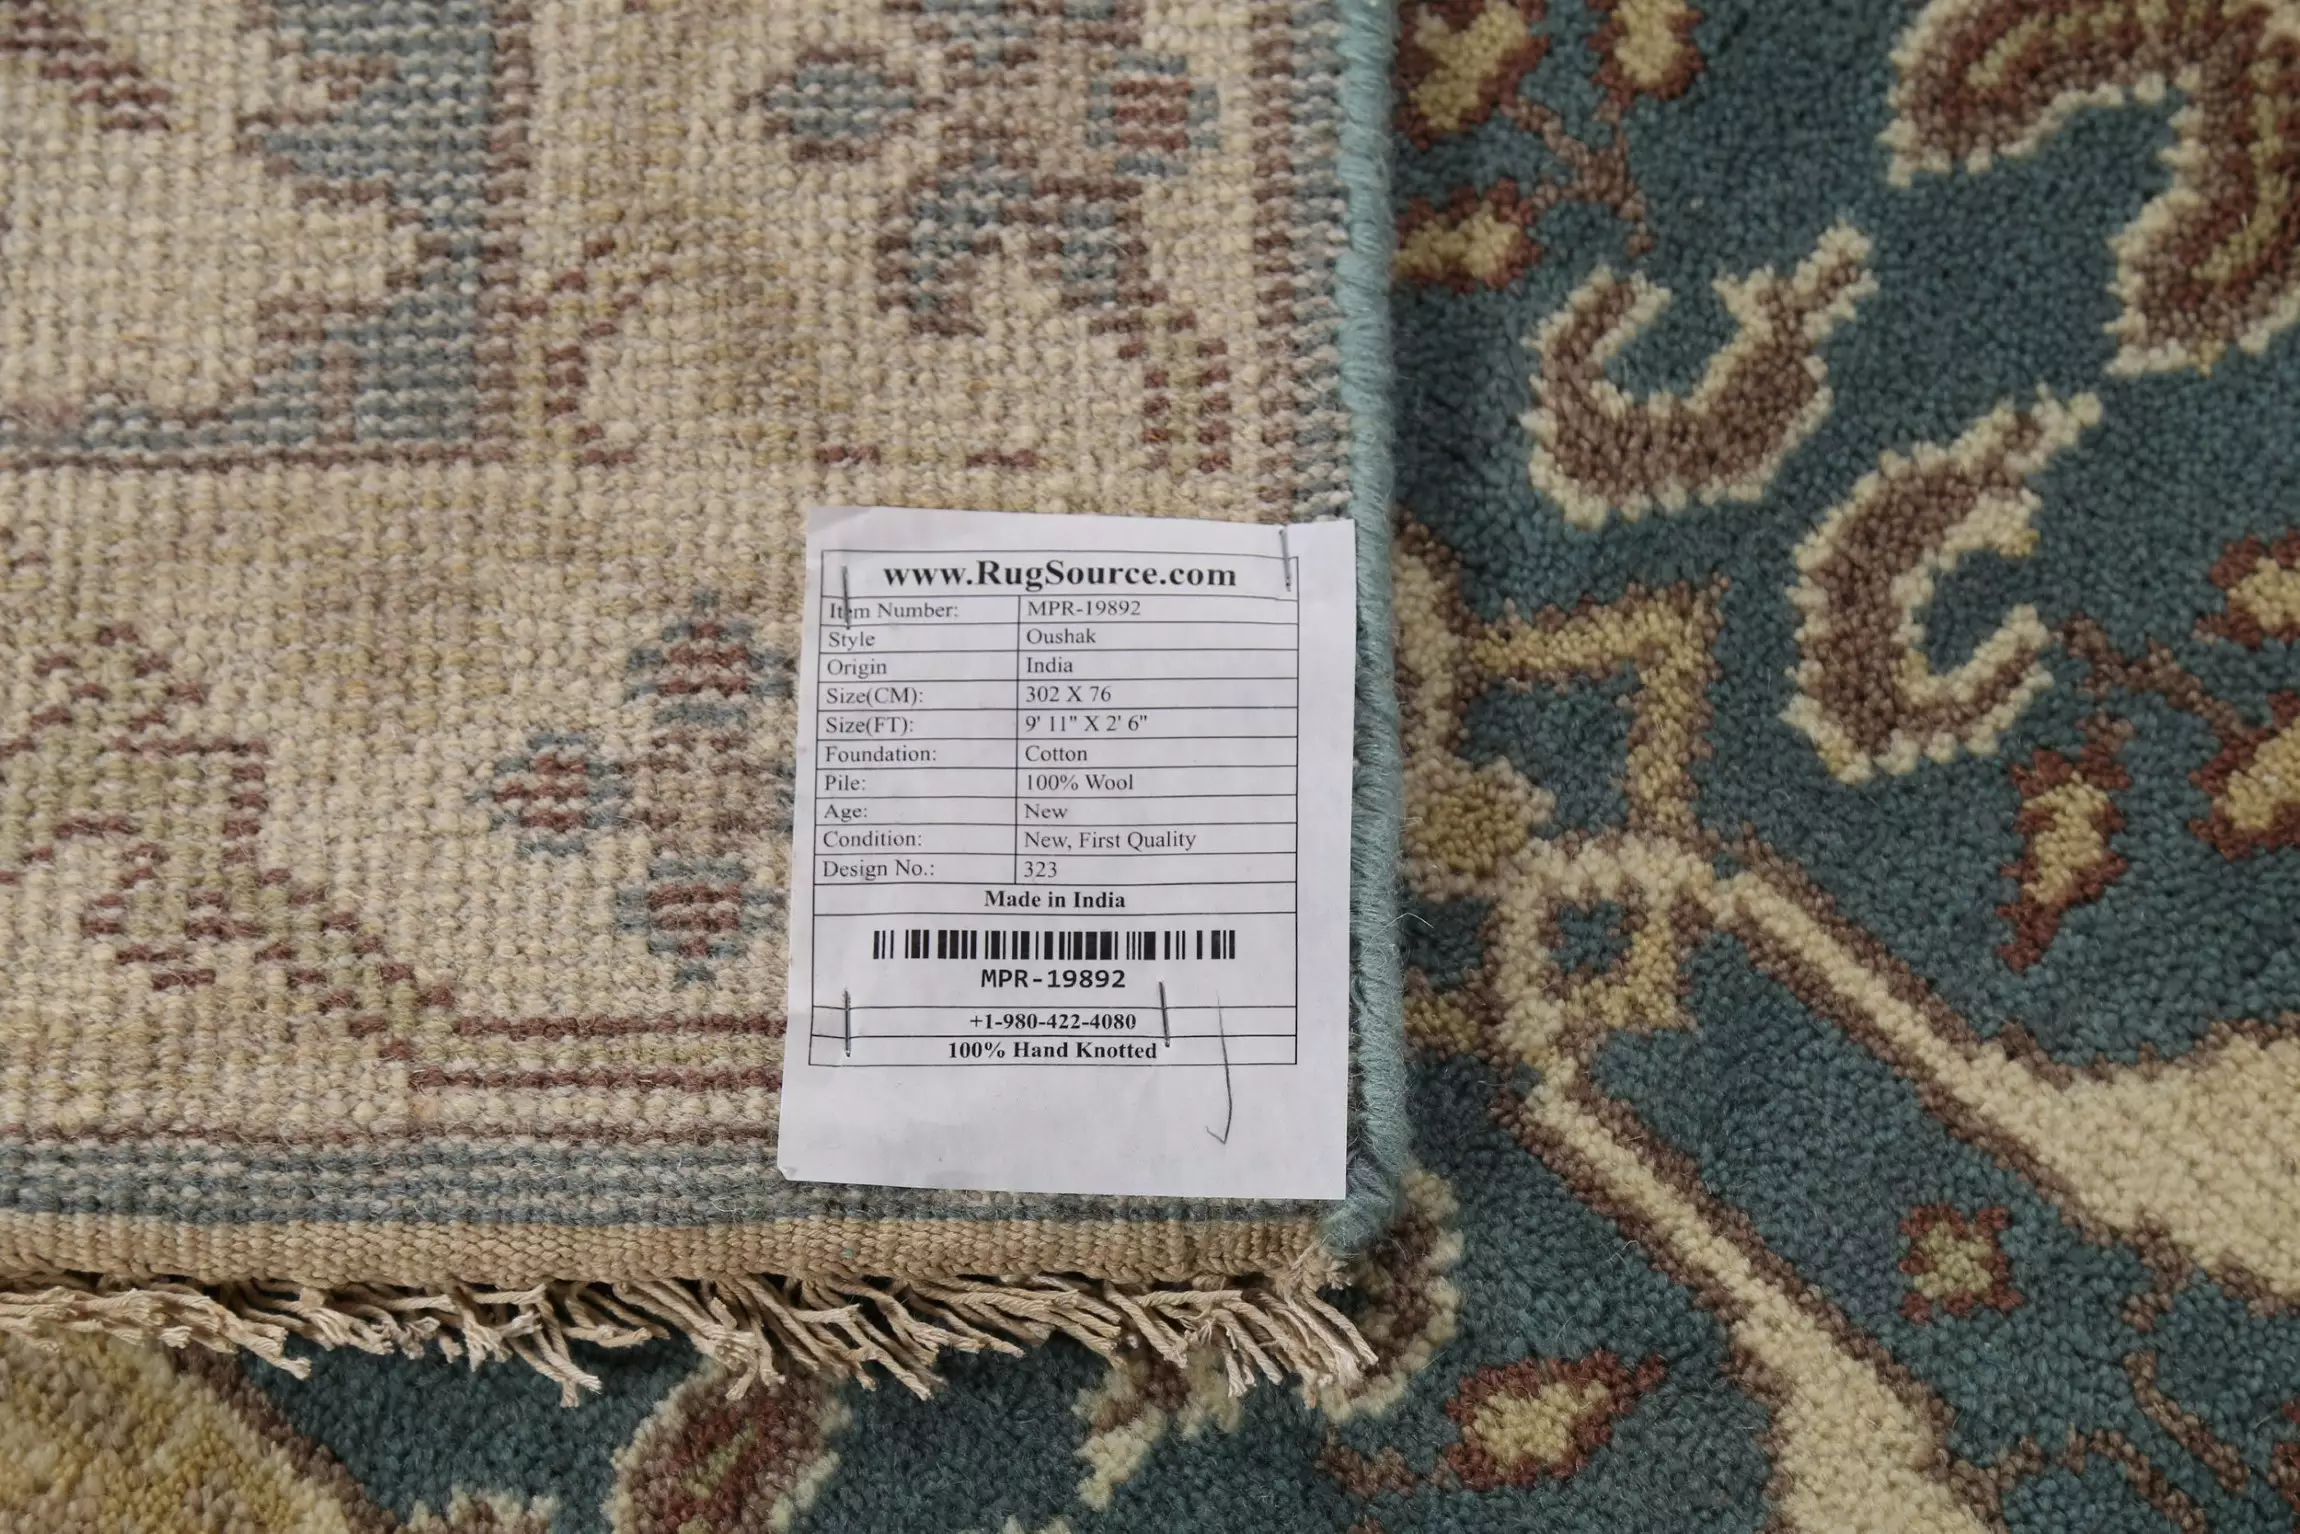 www.RugSource.com
Item Number: MPR-19892
Style Oushak
Origin India
Size(CM): 302 X 76
Size(FT): 9' 11" X 2' 6"
Foundation: Cotton
Pile: 100% Wool
Age: New
Condition: New, First Quality
Design No.: 323
Made in India
MPR-19892
+1-980-422-4080
100% Hand Knotted